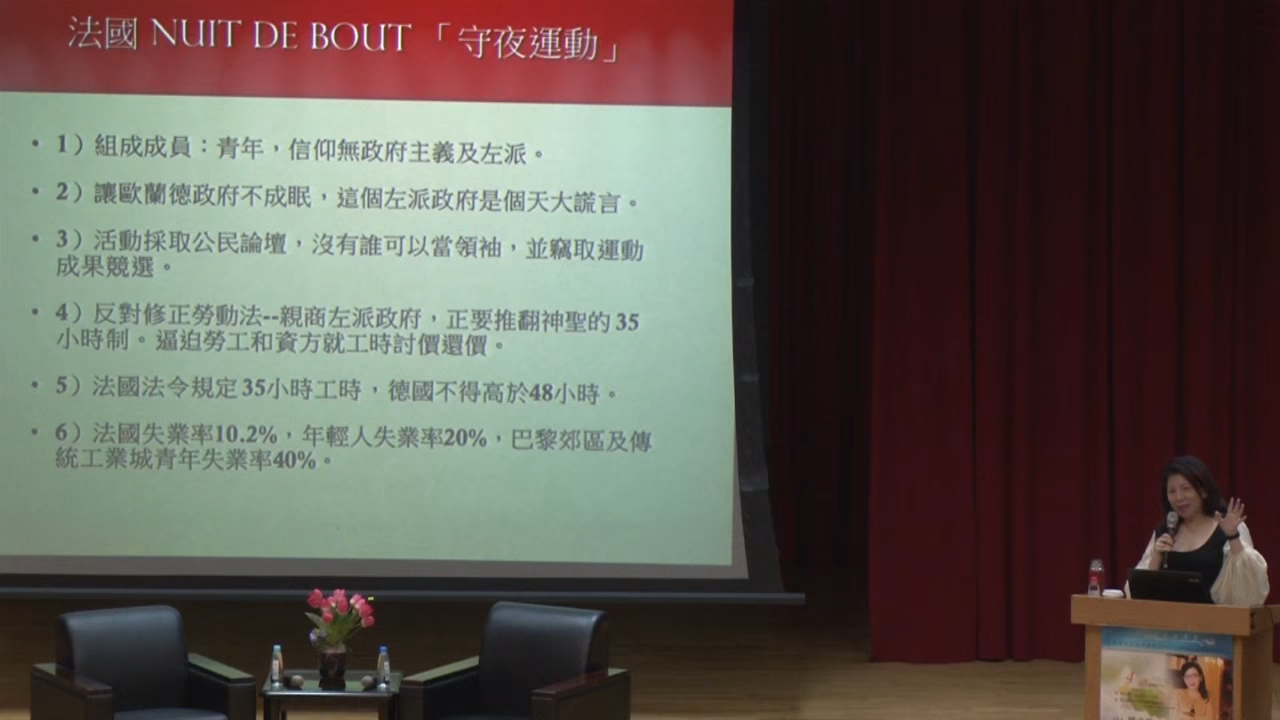 法國 NUIT DE BOUT「守夜運動」
• 1）組成成員：青年，信仰無政府主義及左派。
• 2）讓歐蘭德政府不成眠，這個左派政府是個天大謊言。
• 3）活動採取公民論壇，沒有誰可以當領袖，並竊取運動
成果競選。
• 4）反對修正勞動法--親商左派政府，正要推翻神聖的 35
小時制。逼迫勞工和資方就工時討價還價。
• 5）法國法令規定 35小時工時，德國不得高於48小時。
• 6）法國失業率10.2%，年輕人失業率20%，巴黎郊區及傳
統工業城青年失業率40%。